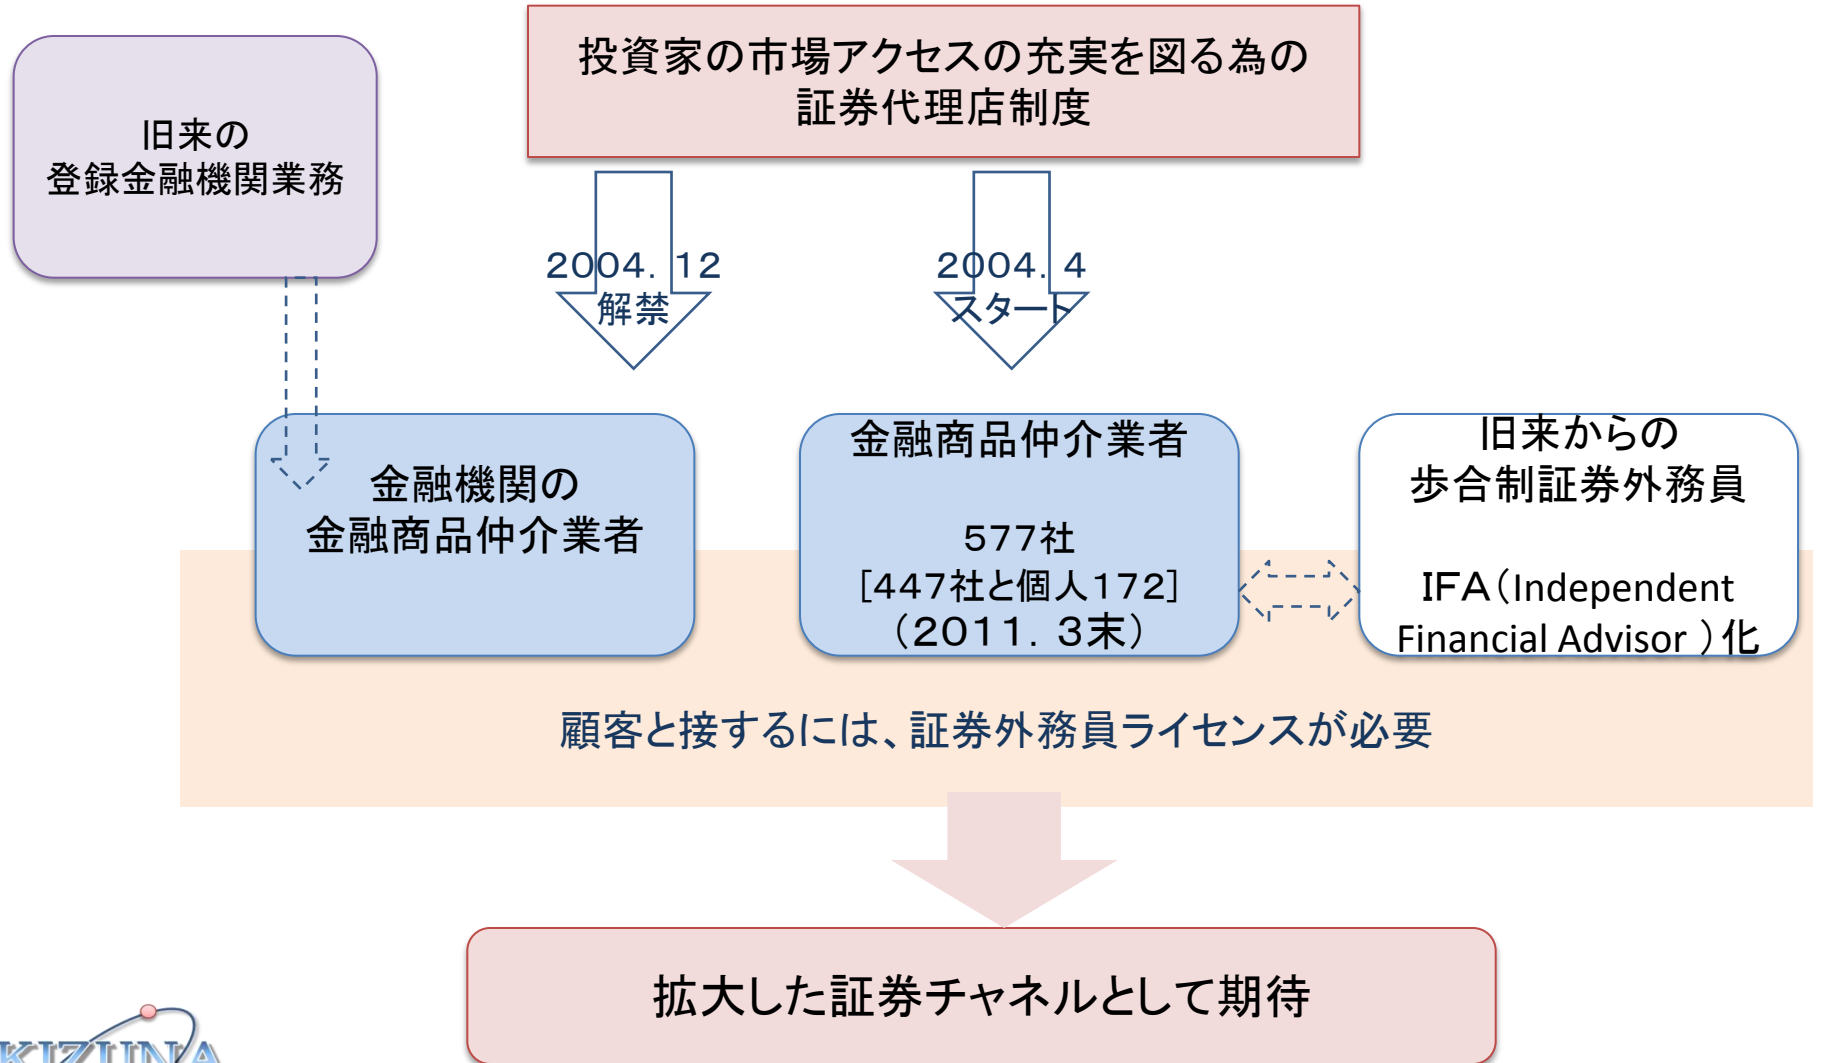 投資家の市場アクセスの充実を図る為の
証券代理店制度
旧来の
登録金融機関業務
2004. 12
解禁
2004. 4
スタート
金融機関の
金融商品仲介業者
金融商品仲介業者
577社
[447社と個人172]
(2011. 3末)
旧来からの
歩合制証券外務員
IFA(Independent
Financial Advisor )化
顧客と接するには、証券外務員ライセンスが必要
拡大した証券チャネルとして期待
KIZUNA